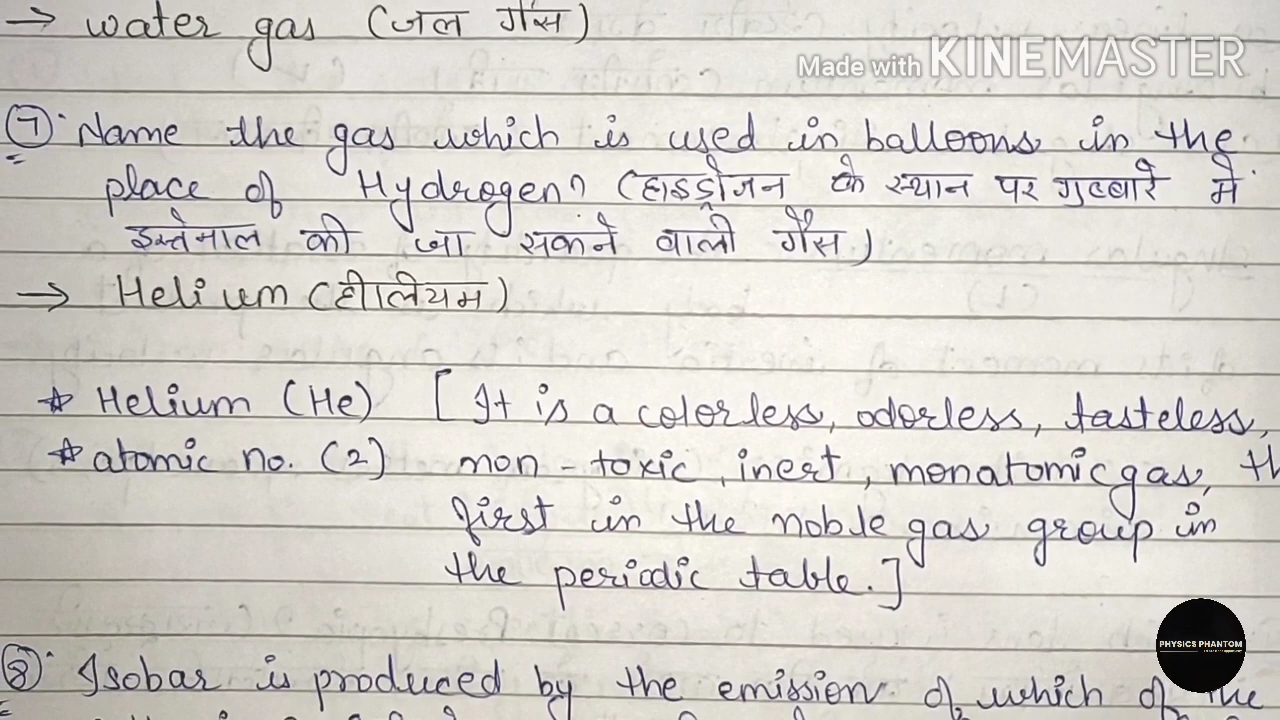 → water gas (जल गैस)
Made with KINEMASTER
7 Name the gas which is used in balloons in the
place of Hydrogen? (हाइड्रोजन के स्थान पर गुब्बारे में
इस्तेमाल की जा सकने वाली गैस)
→ Helium (हीलियम)
* Helium (He) [It is a colorless, odorless, tasteless,
* atomic no. (2) non-toxic, inert, monatomic gas, th
first in the noble gas group in
the periodic table.]
PHYSICS PHANTOM
8 Isobar is produced by the emission of which of the